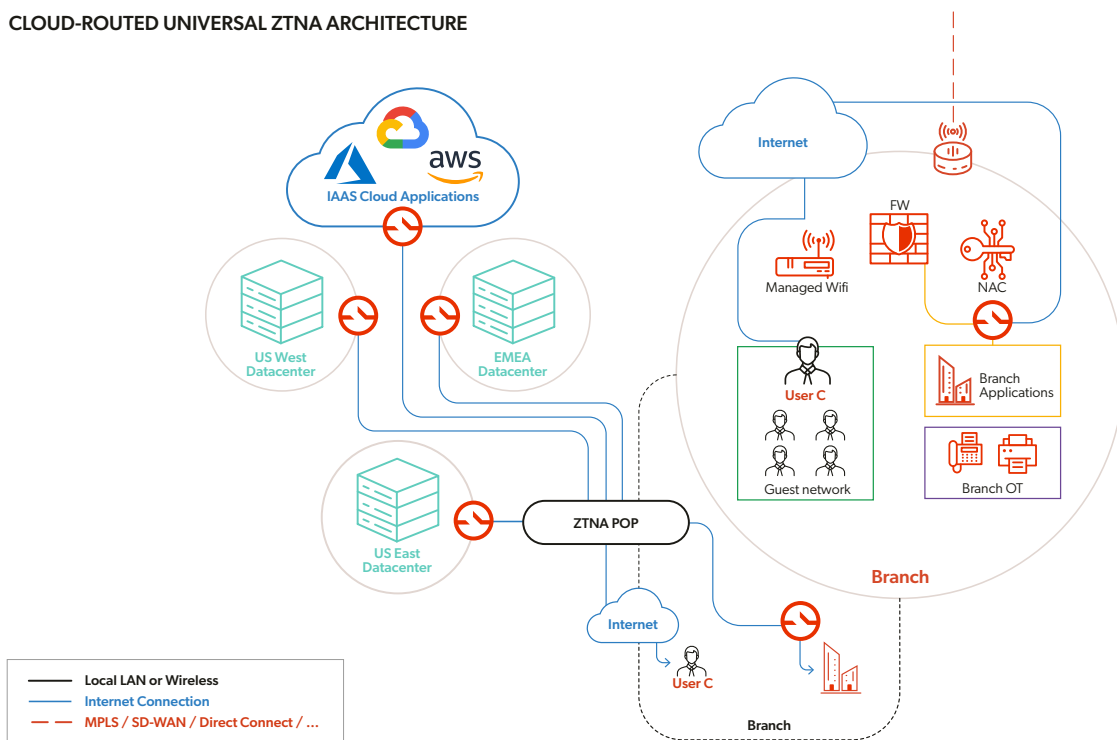 CLOUD-ROUTED UNIVERSAL ZTNA ARCHITECTURE
aws
IAAS Cloud Applications
Internet
FW
Managed Wifi
NAC
US West
Datacenter
EMEA
Datacenter
User C
Guest network
Branch
Applications
Branch OT
US East
Datacenter
ZTNA POP
Branch
Internet
User C
Branch
Local LAN or Wireless
Internet Connection
MPLS / SD-WAN / Direct Connect / ...